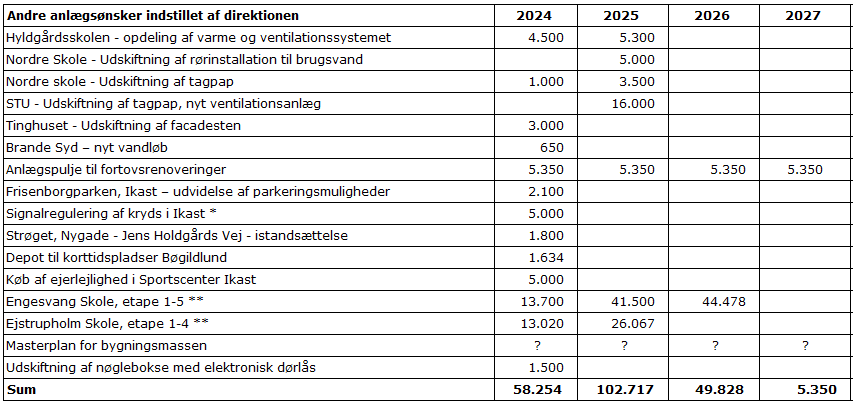 Andre anlægsønsker indstillet af direktionen 2024 2025 2026 2027
Hyldgårdsskolen - opdeling af varme og ventilationssystemet 4.500 5.300
Nordre Skole - Udskiftning af rørinstallation til brugsvand 5.000
Nordre skole - Udskiftning af tagpap 1.000 3.500
STU - Udskiftning af tagpap, nyt ventilationsanlæg 16.000
Tinghuset - Udskiftning af facadesten 3.000
Brande Syd – nyt vandløb 650
Anlægspulje til fortovsrenoveringer 5.350 5.350 5.350 5.350
Frisenborgparken, Ikast – udvidelse af parkeringsmuligheder 2.100
Signalregulering af kryds i Ikast * 5.000
Strøget, Nygade - Jens Holdgårds Vej - istandsættelse 1.800
Depot til korttidspladser Bøgildlund 1.634
Køb af ejerlejlighed i Sportscenter Ikast 5.000
Engesvang Skole, etape 1-5 ** 13.700 41.500 44.478
Ejstrupholm Skole, etape 1-4 ** 13.020 26.067
Masterplan for bygningsmassen ? ? ? ?
Udskiftning af nøglebokse med elektronisk dørlås 1.500
Sum 58.254 102.717 49.828 5.350